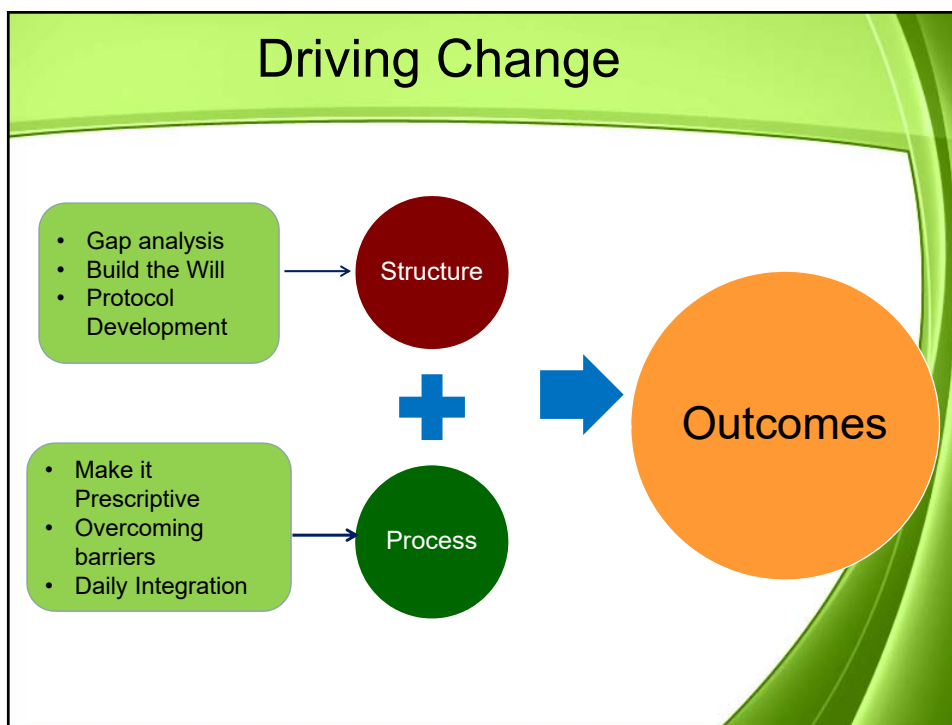 Driving Change
• Gap analysis
• Build the Will
• Protocol
Development
Structure
• Make it
Prescriptive
• Overcoming
barriers
• Daily Integration
Process
Outcomes